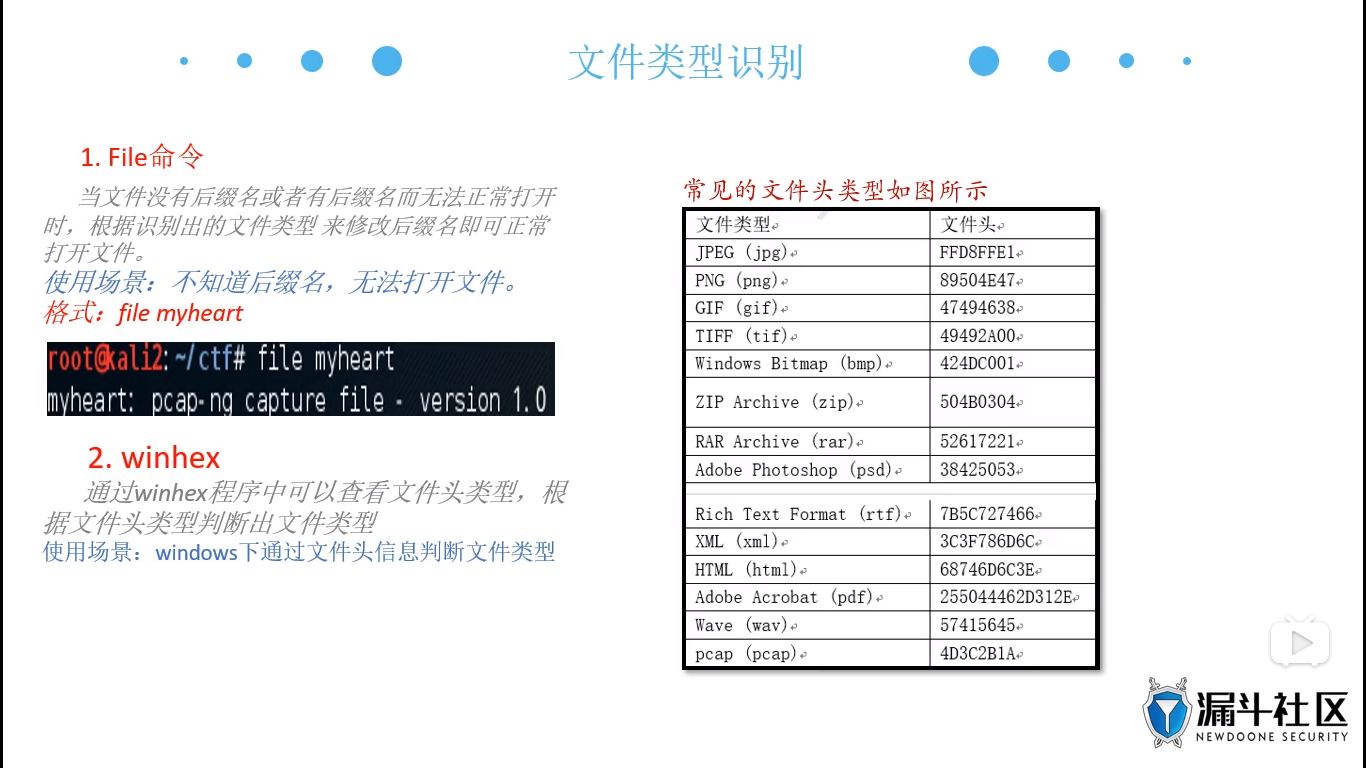 文件类型识别
1. File命令
当文件没有后缀名或者有后缀名而无法正常打开
时，根据识别出的文件类型 来修改后缀名即可正常
打开文件。
使用场景：不知道后缀名，无法打开文件。
格式：file myheart
root@kali2:~/ctf# file myheart
myheart: pcap-ng capture file - version 1.0
2. winhex
通过winhex程序中可以查看文件头类型，根
据文件头类型判断出文件类型
使用场景：windows下通过文件头信息判断文件类型
常见的文件头类型如图所示
文件类型 文件头
JPEG (jpg) FFD8FFE1
PNG (png) 89504E47
GIF (gif) 47494638
TIFF (tif) 49492A00
Windows Bitmap (bmp) 424DC001
ZIP Archive (zip) 504B0304
RAR Archive (rar) 52617221
Adobe Photoshop (psd) 38425053
Rich Text Format (rtf) 7B5C727466
XML (xml) 3C3F786D6C
HTML (html) 68746D6C3E
Adobe Acrobat (pdf) 255044462D312E
Wave (wav) 57415645
pcap (pcap) 4D3C2B1A
漏斗社区
NEWDOONE SECURITY